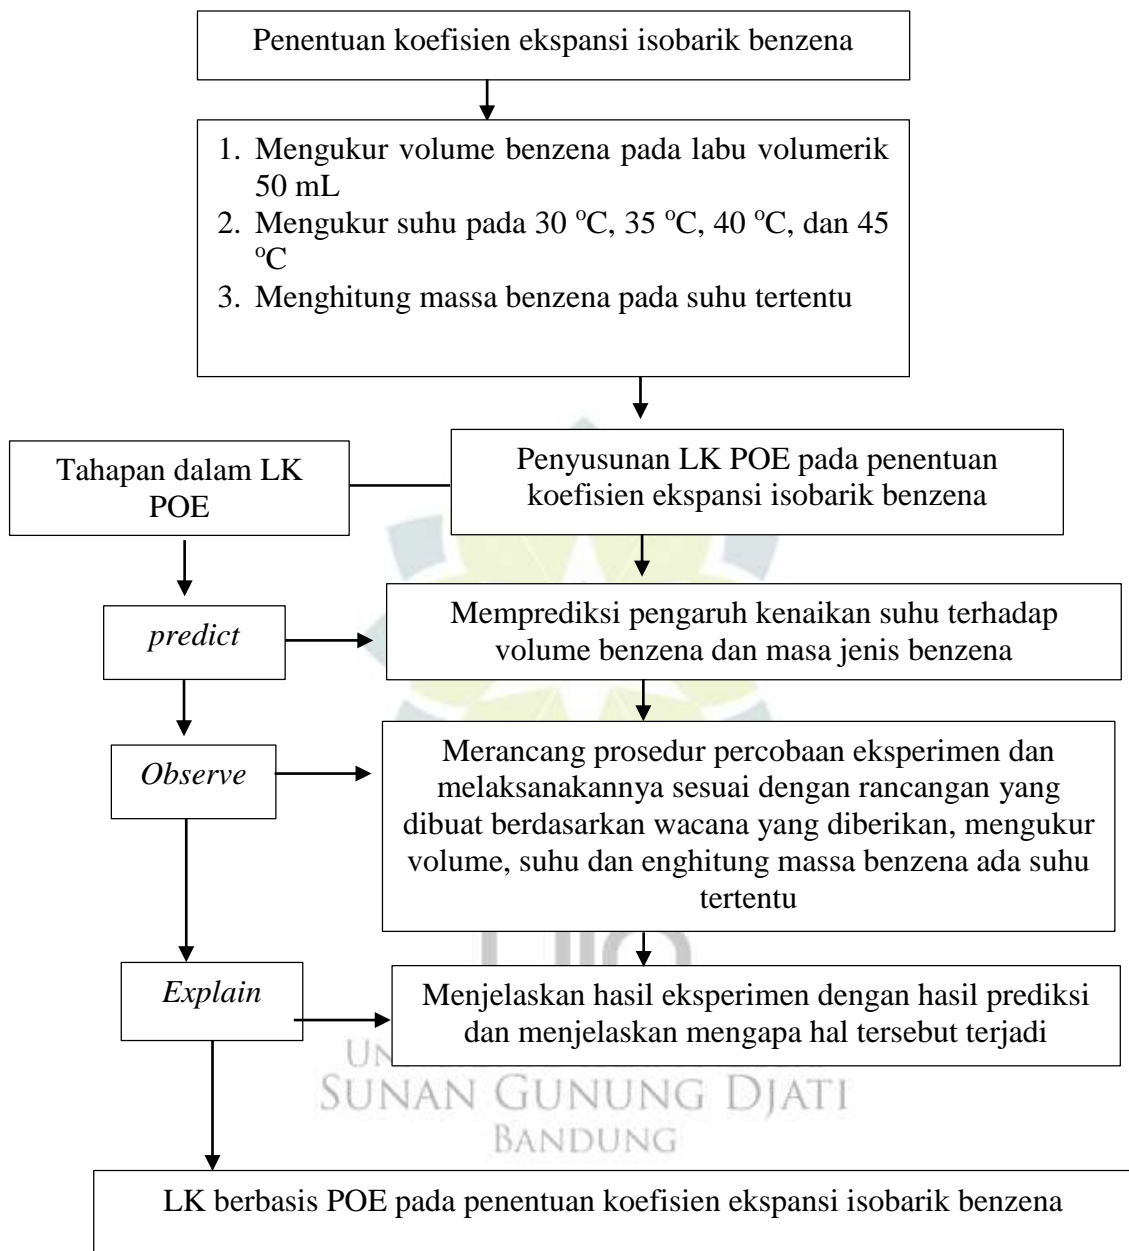 Penentuan koefisien ekspansi isobarik benzena
1. Mengukur volume benzena pada labu volumerik
50 mL
2. Mengukur suhu pada 30 °C, 35 °C, 40 °C, dan 45
°C
3. Menghitung massa benzena pada suhu tertentu
Tahapan dalam LK
POE
Penyusunan LK POE pada penentuan
koefisien ekspansi isobarik benzena
predict
Memprediksi pengaruh kenaikan suhu terhadap
volume benzena dan masa jenis benzena
Observe
Merancang prosedur percobaan eksperimen dan
melaksanakannya sesuai dengan rancangan yang
dibuat berdasarkan wacana yang diberikan, mengukur
volume, suhu dan enghitung massa benzena ada suhu
tertentu
Explain
Menjelaskan hasil eksperimen dengan hasil prediksi
dan menjelaskan mengapa hal tersebut terjadi
SUNAN GUNUNG DJATI
BANDUNG
LK berbasis POE pada penentuan koefisien ekspansi isobarik benzena